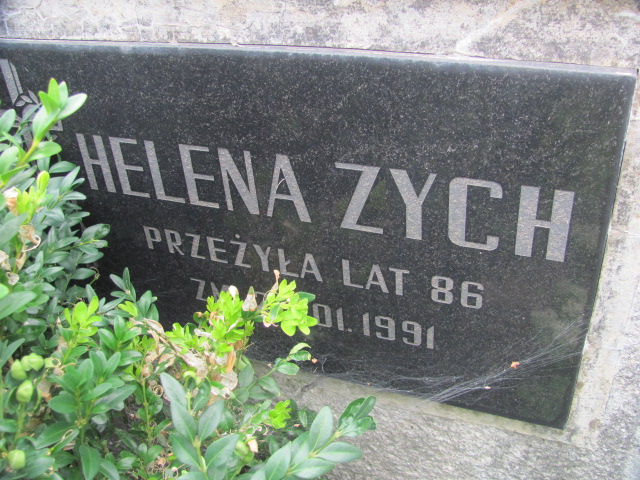 HELENA ZYCH
PRZEŻYŁA LAT 86
01.1991